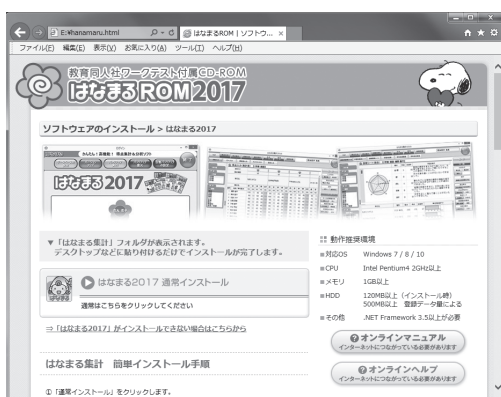 E:¥hanamaru.html
はなまるROM | ソフトウ... ×
ファイル(F) 編集(E) 表示(V) お気に入り(A) ツール(T) ヘルプ(H)
教育同人社ワークテスト付属CD-ROM
はなまるROM2017
ソフトウェアのインストール > はなまる2017
かんたん！高機能！得点集計&分析ソフト
はなまる2017
▼「はなまる集計」フォルダが表示されます。
デスクトップなどに貼り付けるだけでインストールが完了します。
はなまる2017 通常インストール
通常はこちらをクリックしてください
⇒「はなまる2017」がインストールできない場合はこちらから
はなまる集計 簡単インストール手順
①「通常インストール」をクリックします。
動作推奨環境
■対応OS Windows 7 / 8 / 10
■CPU Intel Pentium4 2GHz以上
■メモリ 1GB以上
■HDD 120MB以上（インストール時）
500MB以上 登録データ量による
■その他 .NET Framework 3.5以上が必要
?オンラインマニュアル
インターネットにつながっている必要があります
?オンラインヘルプ
インターネットにつながっている必要があります